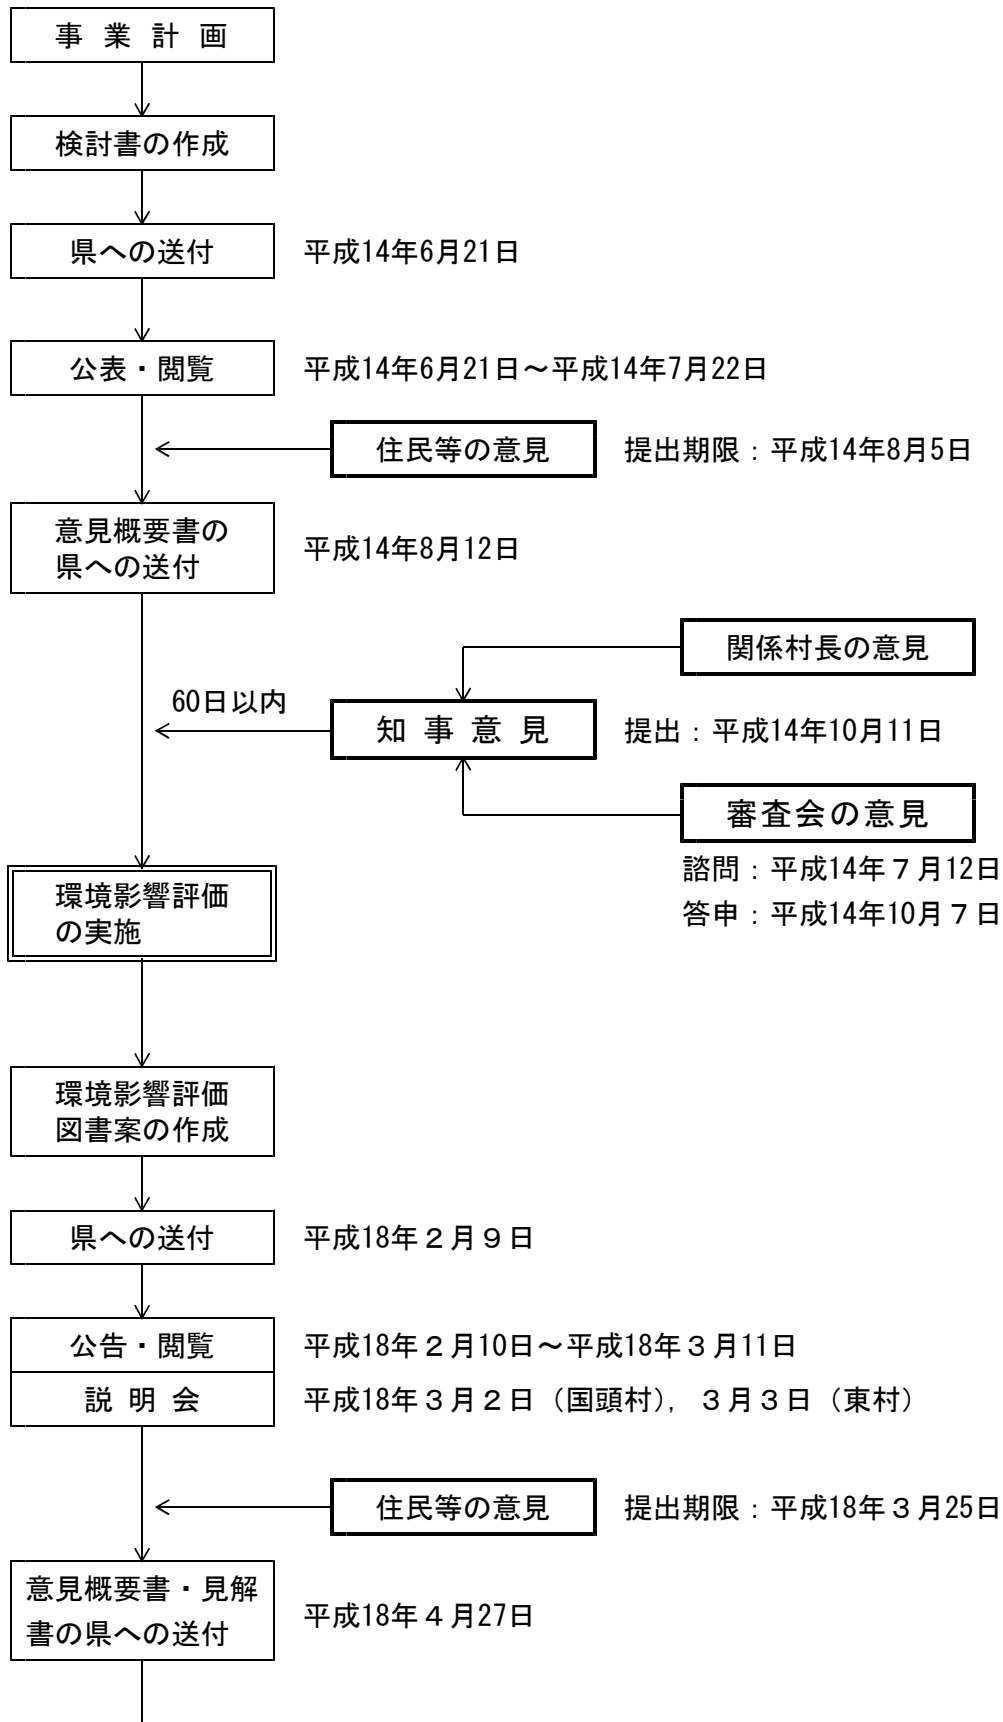 事 業 計 画
検討書の作成
県への送付
平成14年6月21日
公表・閲覧
平成14年6月21日～平成14年7月22日
住民等の意見
提出期限：平成14年8月5日
意見概要書の
県への送付
平成14年8月12日
関係村長の意見
60日以内
知 事 意 見
提出：平成14年10月11日
審査会の意見
諮問：平成14年７月12日
答申：平成14年10月７日
環境影響評価
の実施
環境影響評価
図書案の作成
県への送付
平成18年２月９日
公告・閲覧
平成18年２月10日～平成18年３月11日
説 明 会
平成18年３月２日（国頭村），３月３日（東村）
住民等の意見
提出期限：平成18年３月25日
意見概要書・見解
書の県への送付
平成18年４月27日